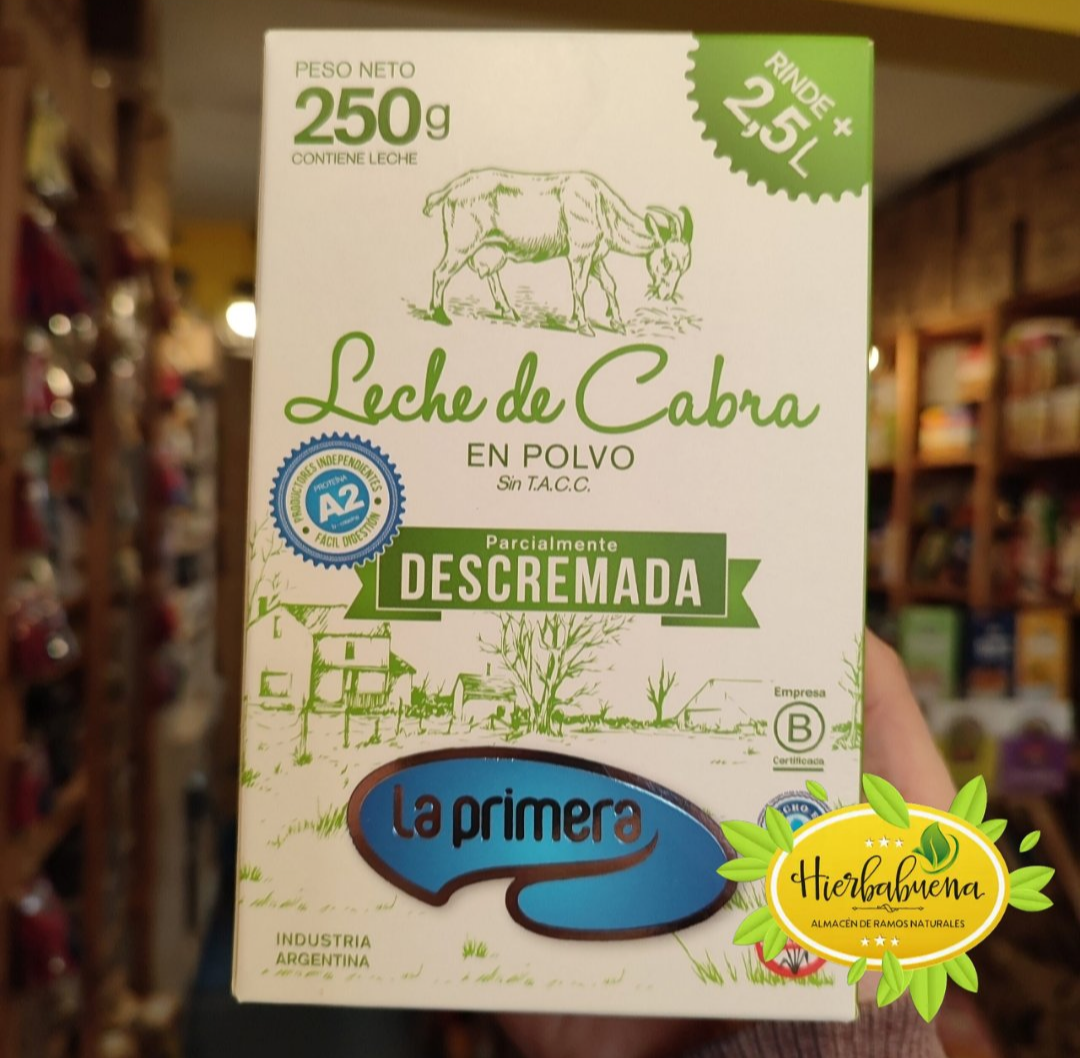 PESO NETO
250g
CONTIENE LECHE
RINDE +
2,5L
Leche de Cabra
EN POLVO
Sin T.A.C.C.
PRODUCTORES INDEPENDIENTES
PROTEÍNA
A2
FÁCIL DIGESTIÓN
Parcialmente
DESCREMADA
Empresa
B
Certificada
La primera
INDUSTRIA
ARGENTINA
Hierbabuena
ALMACÉN DE RAMOS NATURALES